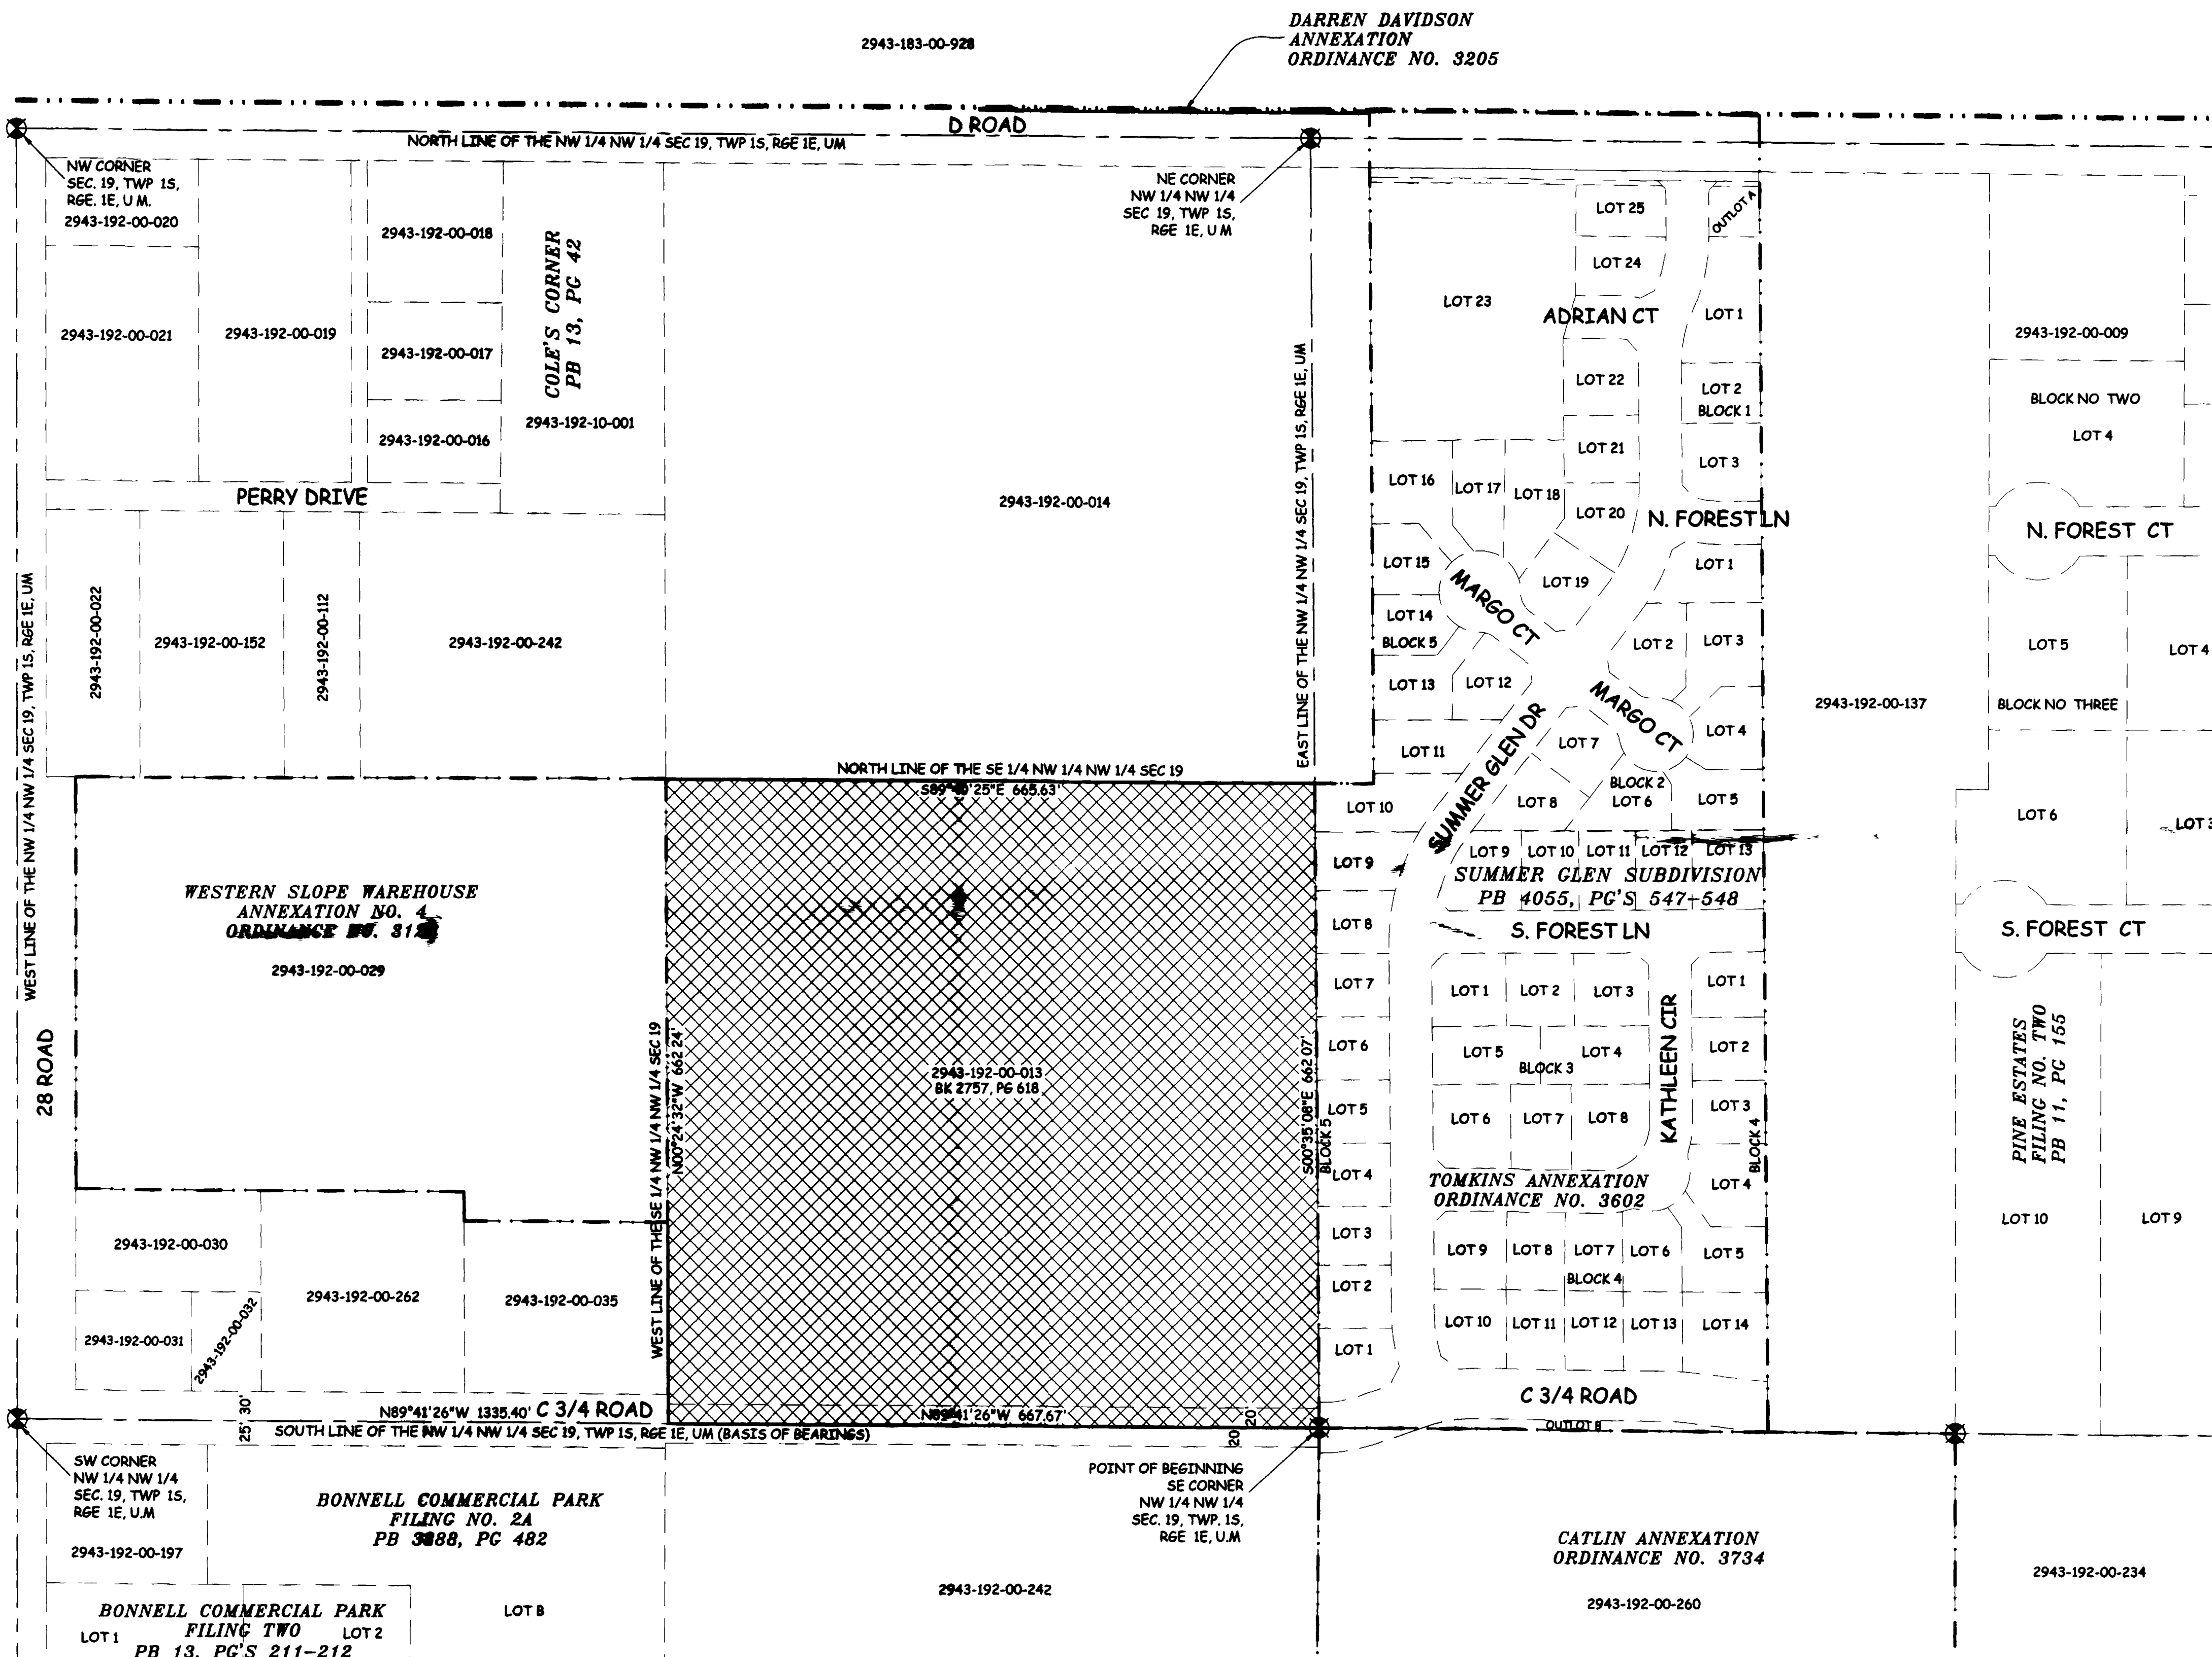 2943-183-00-928
DARREN DAVIDSON
ANNEXATION
ORDINANCE NO. 3205
D ROAD
NORTH LINE OF THE NW 1/4 NW 1/4 SEC 19, TWP 1S, RGE 1E, UM
NW CORNER
SEC. 19, TWP 1S,
RGE. 1E, U M.
2943-192-00-020
NE CORNER
NW 1/4 NW 1/4
SEC 19, TWP 1S,
RGE 1E, U M
2943-192-00-021
2943-192-00-019
2943-192-00-018
2943-192-00-017
2943-192-00-016
COLE'S CORNER
PB 13, PG 42
2943-192-10-001
PERRY DRIVE
2943-192-00-014
2943-192-00-022
2943-192-00-152
2943-192-00-112
2943-192-00-242
WEST LINE OF THE NW 1/4 NW 1/4 SEC 19, TWP 1S, RGE 1E, UM
EAST LINE OF THE NW 1/4 NW 1/4 SEC 19, TWP 1S, RGE 1E, UM
LOT 25
OUTLOT A
LOT 24
LOT 23
ADRIAN CT
LOT 1
LOT 22
LOT 2
BLOCK 1
LOT 21
LOT 3
LOT 16
LOT 17
LOT 18
LOT 20
N. FOREST LN
LOT 15
LOT 19
LOT 1
MARGO CT
LOT 14
BLOCK 5
LOT 2
LOT 3
LOT 13
LOT 12
MARGO CT
LOT 4
LOT 11
LOT 7
SUMMER GLEN DR
BLOCK 2
LOT 10
LOT 8
LOT 6
LOT 5
LOT 9
LOT 9
LOT 10
LOT 11
LOT 12
LOT 13
SUMMER GLEN SUBDIVISION
PB 4055, PG'S 547-548
2943-192-00-009
BLOCK NO TWO
LOT 4
N. FOREST CT
LOT 5
LOT 4
2943-192-00-137
BLOCK NO THREE
LOT 6
LOT 3
S. FOREST CT
PINE ESTATES
FILING NO. TWO
PB 11, PG 155
LOT 10
LOT 9
NORTH LINE OF THE SE 1/4 NW 1/4 NW 1/4 SEC 19
25"E 665.63'
WESTERN SLOPE WAREHOUSE
ANNEXATION NO. 4
ORDINANCE NO.
2943-192-00-029
28 ROAD
WEST LINE OF THE SE 1/4 NW 1/4 NW 1/4 SEC 19
N00°24'32"W 662 24'
2943-192-00-013
BK 2757, PG 618
S00°35'08"E 662 07'
BLOCK 5
LOT 8
S. FOREST LN
LOT 7
LOT 1
LOT 2
LOT 3
LOT 1
LOT 6
LOT 5
LOT 4
BLOCK 3
KATHLEEN CIR
LOT 2
LOT 5
LOT 6
LOT 7
LOT 8
LOT 3
BLOCK 4
LOT 4
TOMKINS ANNEXATION
ORDINANCE NO. 3602
LOT 4
LOT 3
LOT 9
LOT 8
LOT 7
LOT 6
LOT 5
LOT 2
BLOCK 4
LOT 1
LOT 10
LOT 11
LOT 12
LOT 13
LOT 14
C 3/4 ROAD
OUTLOT B
2943-192-00-030
2943-192-00-031
2943-192-00-032
2943-192-00-262
2943-192-00-035
25' 30'
N89°41'26"W 1335.40'
C 3/4 ROAD
N89°41'26"W 667.67'
20' 20'
SOUTH LINE OF THE NW 1/4 NW 1/4 SEC 19, TWP 1S, RGE 1E, UM (BASIS OF BEARINGS)
SW CORNER
NW 1/4 NW 1/4
SEC. 19, TWP 1S,
RGE 1E, U.M
2943-192-00-197
BONNELL COMMERCIAL PARK
FILING NO. 2A
PB 3888, PG 482
POINT OF BEGINNING
SE CORNER
NW 1/4 NW 1/4
SEC. 19, TWP. 1S,
RGE 1E, U.M
CATLIN ANNEXATION
ORDINANCE NO. 3734
2943-192-00-260
2943-192-00-234
2943-192-00-242
BONNELL COMMERCIAL PARK
FILING TWO
PB 13, PG'S 211-212
LOT 1
LOT 2
LOT B